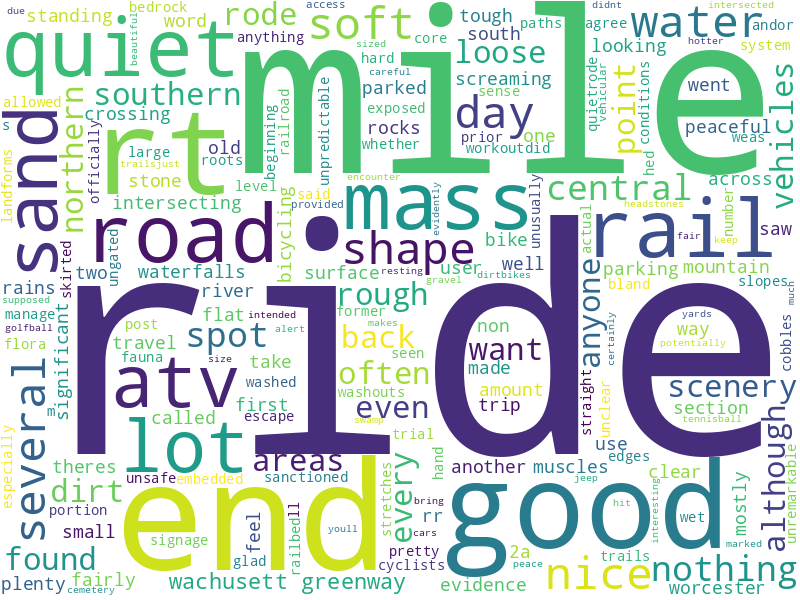 due
bedrock
access
didnt
intersected
beautiful
standing
word
rode
soft
sized
tough
core
south
water
paths
agree
andor
hotter
quiet
mile
anything
hard
careful
loose
looking
system
southern
parked
screaming
sense
went
allowed
crossing
exposed
day
point
conditions
vehicles
s
northern
officially
rt
old
roots
beginning
railroad
unpredictable
rocks
prior
one
quietrode
vehicular
peaceful
large
trailsjust
whether
workoutdid
hed
weas
landforms
sand
stone
level
said
encounter
mass
central
across
intersecting
provided
evidently
unusually
headstones
number
saw
skirted
road
bicycling
shape
bike
actual
rail
fair
keep
two
ungated
surface
user
well
parking
mountain
rains
waterfalls
resting
dirtbikes
bland
slopes
supposed
river
rough
gravel
anyone
much
manage
flat
former
intended
non
way
yards
cobbles
golfball
significant
post
alert
makes
back
want
made
potentially
certainly
flora
travel
spot
seen
often
take
ride
atv
fauna
size
washed
washouts
amount
trip
straight
unclear
scenery
m
called
first
escape
even
section
tennisball
several
lot
swamp
trial
use
although
especially
theres
areas
every
another
muscles
edges
clear
unremarkable
unsafe
embedded
sanctioned
hand
jeep
dirt
portion
end
stretches
rr
good
hit
interesting
wet
mostly
small
railbed
ll
bring
pretty
2a
trails
signage
feel
youll
cars
peace
marked
found
glad
cyclists
evidence
nice
nothing
plenty
cemetery
fairly
wachusett
greenway
worcester